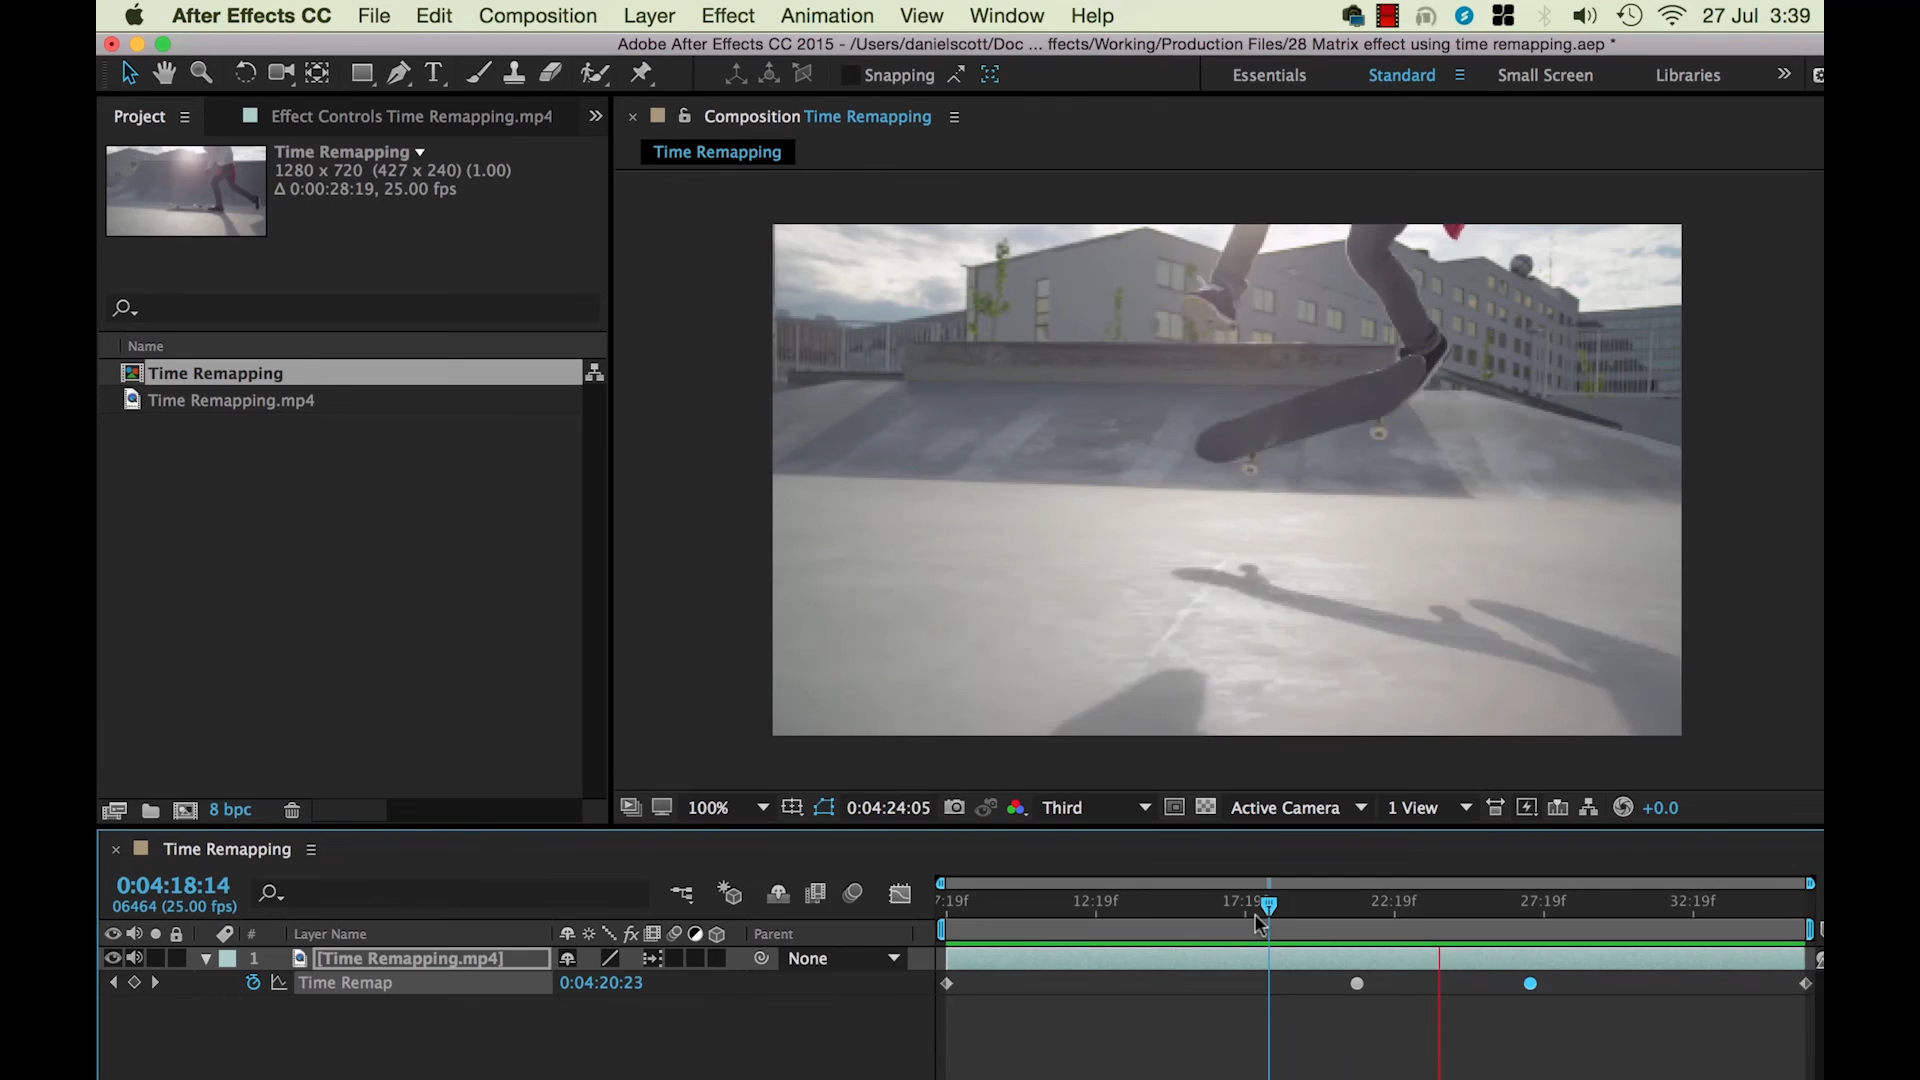 After Effects CC File Edit Composition Layer Effect Animation View Window Help 27 Jul 3:39
Adobe After Effects CC 2015 - /Users/danielscott/Doc ... ffects/Working/Production Files/28 Matrix effect using time remapping.aep *
Snapping Essentials Standard Small Screen Libraries
Project Effect Controls Time Remapping.mp4
Composition Time Remapping
Time Remapping
Time Remapping
1280 x 720 (427 x 240) (1.00)
Δ 0:00:28:19, 25.00 fps
Name
Time Remapping
Time Remapping.mp4
8 bpc
100% 0:04:24:05 Third Active Camera 1 View +0.0
Time Remapping
0:04:18:14
06464 (25.00 fps)
7:19f 12:19f 17:19f 22:19f 27:19f 32:19f
# Layer Name fx Parent
1 [Time Remapping.mp4] None
Time Remap 0:04:20:23